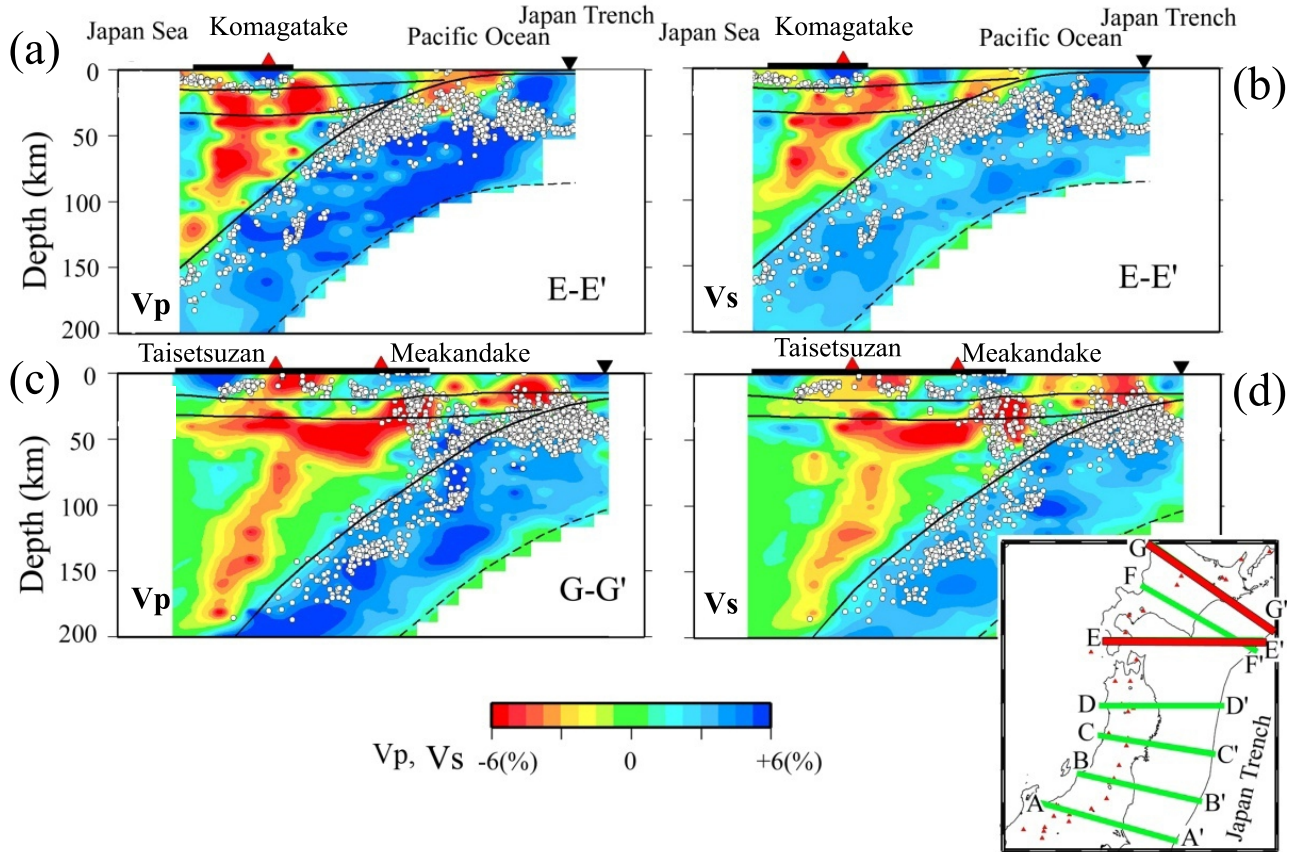 (a)
Japan Sea
Komagatake
Pacific Ocean
Japan Trench
Japan Sea
Komagatake
Pacific Ocean
Japan Trench
(b)
Depth (km)
0
50
100
150
200
Vp
E-E'
Vs
E-E'
(c)
Taisetsuzan
Meakandake
Taisetsuzan
Meakandake
(d)
Depth (km)
0
50
100
150
200
Vp
G-G'
Vs
Vp, Vs
-6(%)
0
+6(%)
G
F
G'
E
E'
F'
D
D'
C
C'
B
B'
A
A'
Japan Trench